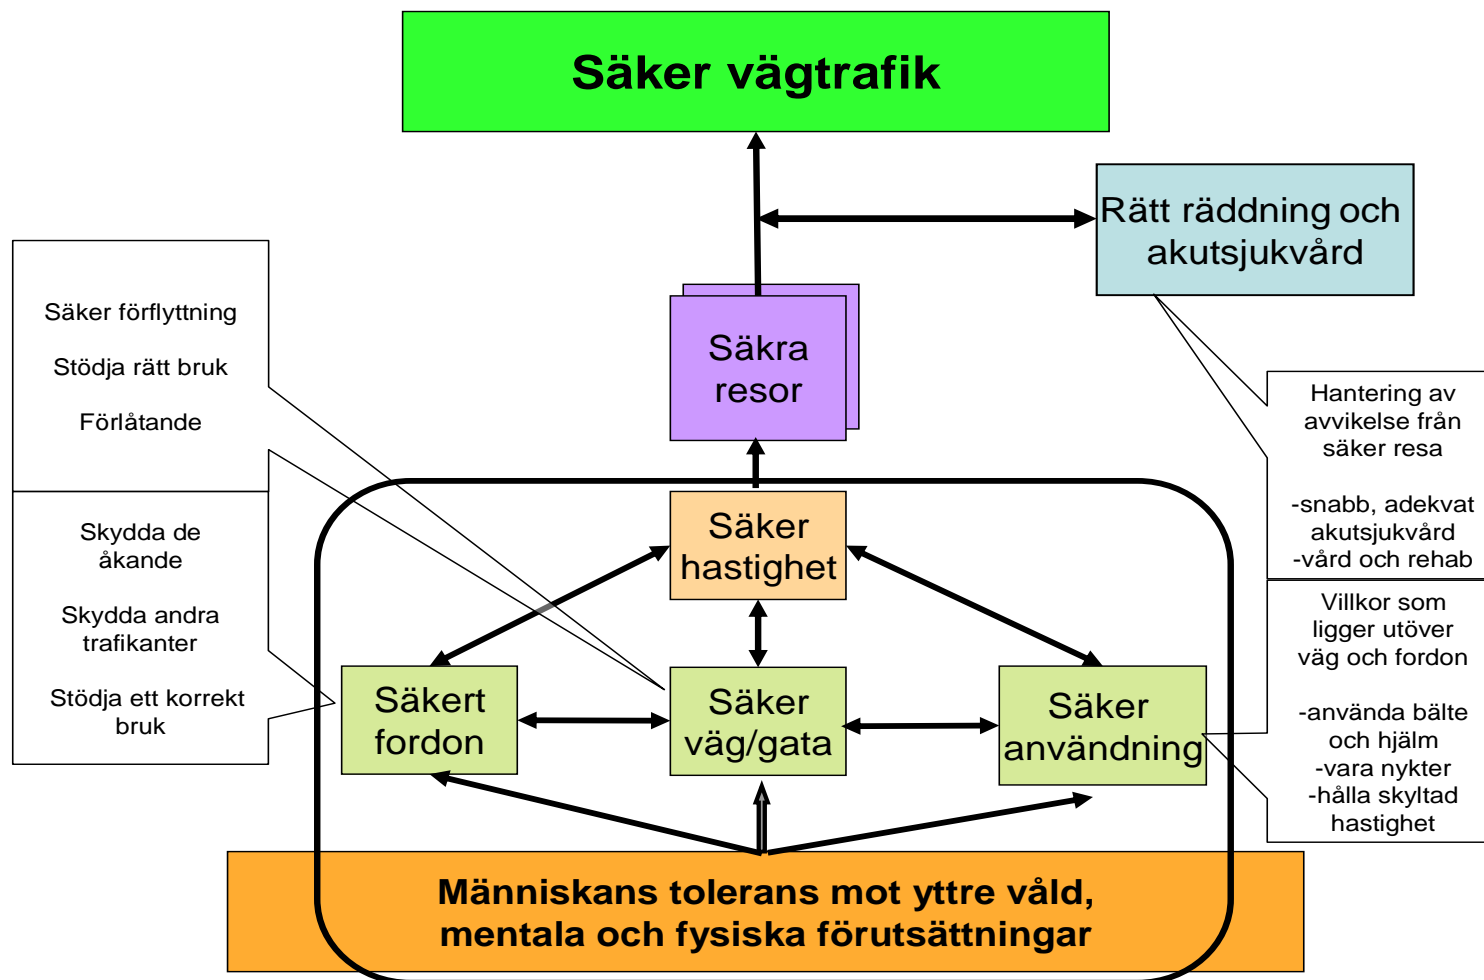 Säker vägtrafik
Rätt räddning och
akutsjukvård
Säker förflyttning
Stödja rätt bruk
Förlåtande
Säkra
resor
Hantering av
avvikelse från
säker resa
-snabb, adekvat
akutsjukvård
-vård och rehab
Skydda de
åkande
Skydda andra
trafikanter
Stödja ett korrekt
bruk
Säker
hastighet
Villkor som
ligger utöver
väg och fordon
-använda bälte
och hjälm
-vara nykter
-hålla skyltad
hastighet
Säkert
fordon
Säker
väg/gata
Säker
användning
Människans tolerans mot yttre våld,
mentala och fysiska förutsättningar